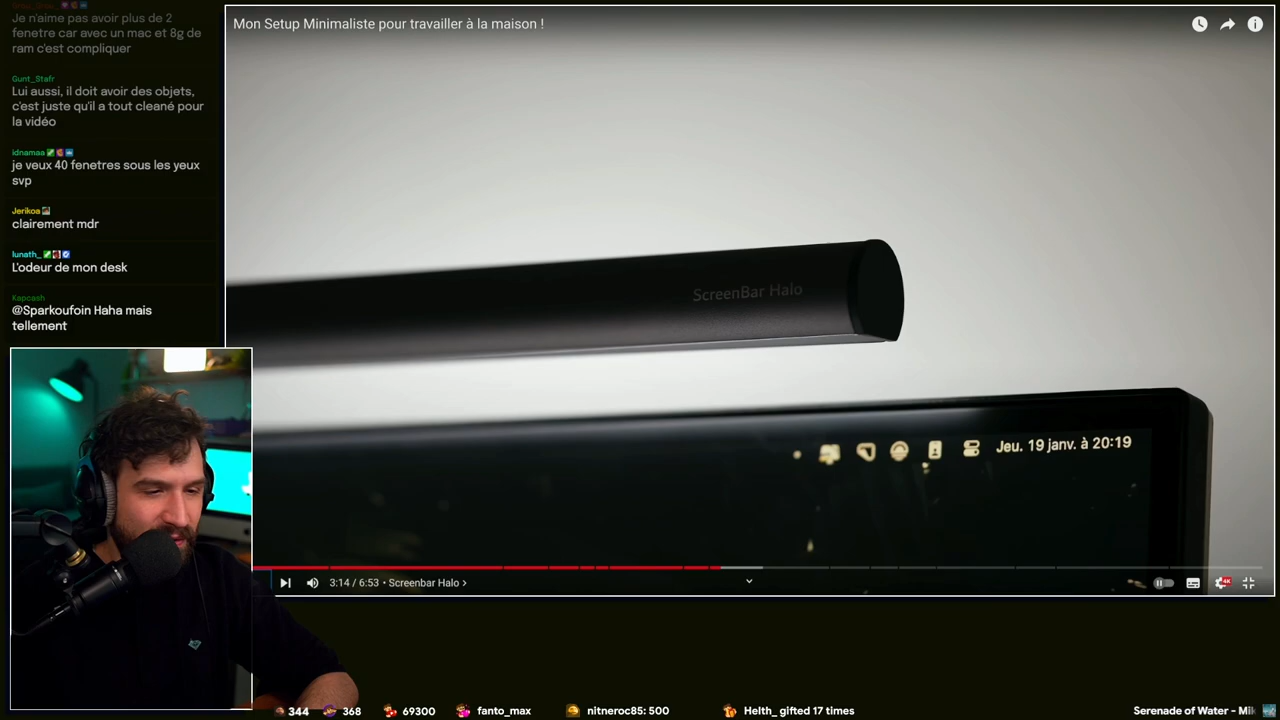 Je n'aime pas avoir plus de 2
fenetre car avec un mac et 8g de
ram c'est compliquer
Gunt_Stafr
Lui aussi, il doit avoir des objets,
c'est juste qu'il a tout cleané pour
la vidéo
idnamaa
je veux 40 fenetres sous les yeux
svp
Jerikoa
clairement mdr
lunath_
L'odeur de mon desk
Kapcash
@Sparkoufoin Haha mais
tellement
Mon Setup Minimaliste pour travailler à la maison !
ScreenBar Halo
Jeu. 19 janv. à 20:19
3:14 / 6:53 • Screenbar Halo >
4K
344
368
69300
fanto_max
nitneroc85: 500
Helth_ gifted 17 times
Serenade of Water - Mi